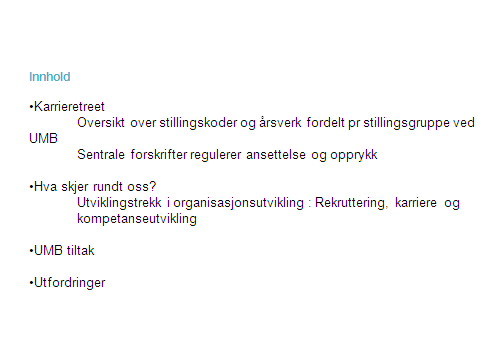 Innhold
•Karrieretreet
Oversikt over stillingskoder og årsverk fordelt pr stillingsgruppe ved
UMB
Sentrale forskrifter regulerer ansettelse og opprykk
•Hva skjer rundt oss?
Utviklingstrekk i organisasjonsutvikling : Rekruttering, karriere og
kompetanseutvikling
•UMB tiltak
•Utfordringer